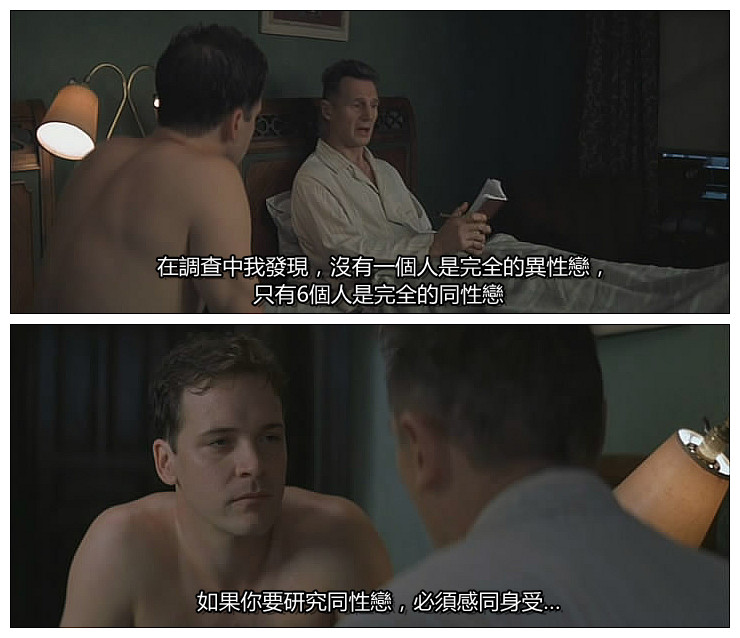 在調查中我發現，沒有一個人是完全的異性戀，
只有6個人是完全的同性戀
如果你要研究同性戀，必須感同身受...